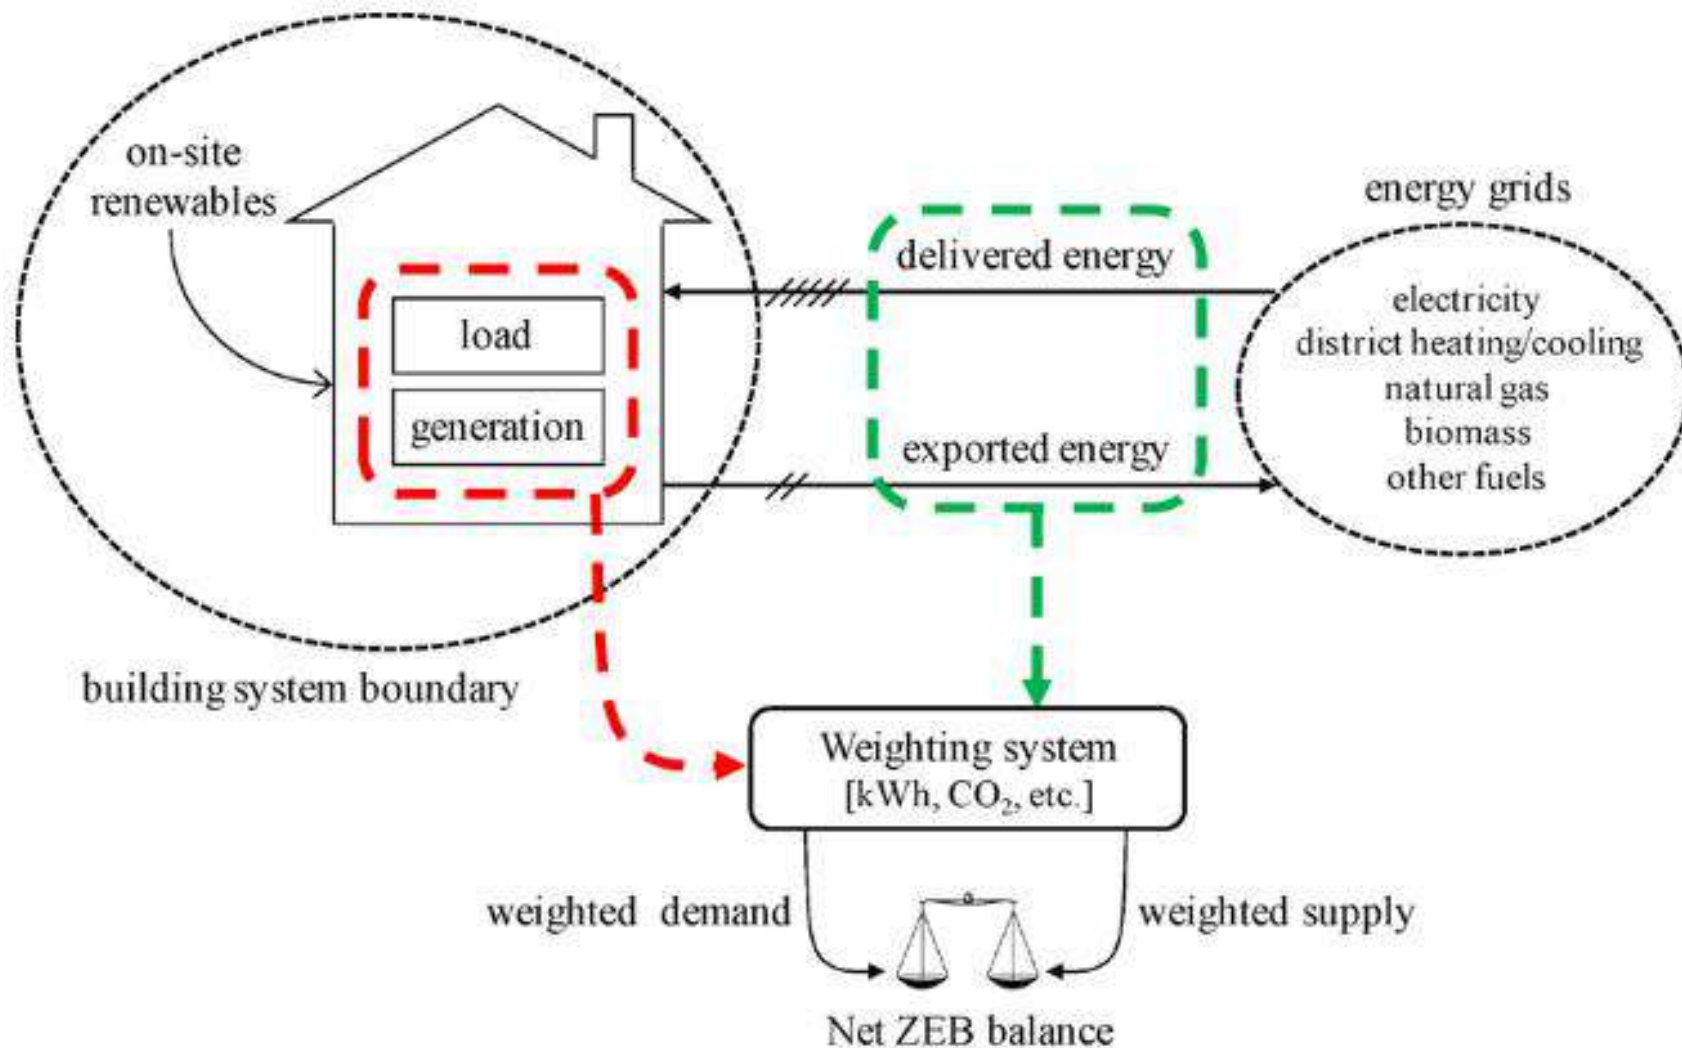 on-site
renewables
load
generation
building system boundary
delivered energy
exported energy
energy grids
electricity
district heating/cooling
natural gas
biomass
other fuels
Weighting system
[kWh, CO₂, etc.]
weighted demand
weighted supply
Net ZEB balance